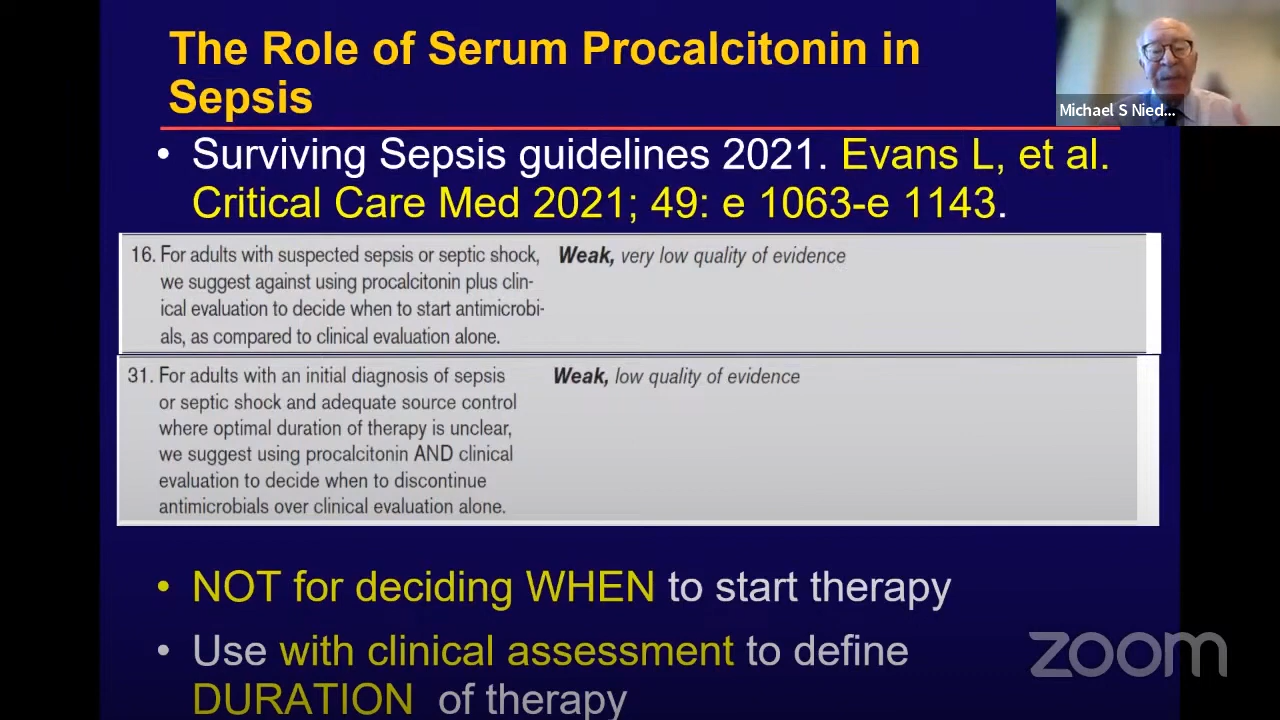 The Role of Serum Procalcitonin in
Sepsis
Michael S Nied...
• Surviving Sepsis guidelines 2021. Evans L, et al.
Critical Care Med 2021; 49: e 1063-e 1143.
16. For adults with suspected sepsis or septic shock, Weak, very low quality of evidence
we suggest against using procalcitonin plus clin-
ical evaluation to decide when to start antimicrobi-
als, as compared to clinical evaluation alone.
31. For adults with an initial diagnosis of sepsis Weak, low quality of evidence
or septic shock and adequate source control
where optimal duration of therapy is unclear,
we suggest using procalcitonin AND clinical
evaluation to decide when to discontinue
antimicrobials over clinical evaluation alone.
• NOT for deciding WHEN to start therapy
• Use with clinical assessment to define
DURATION of therapy
zoom